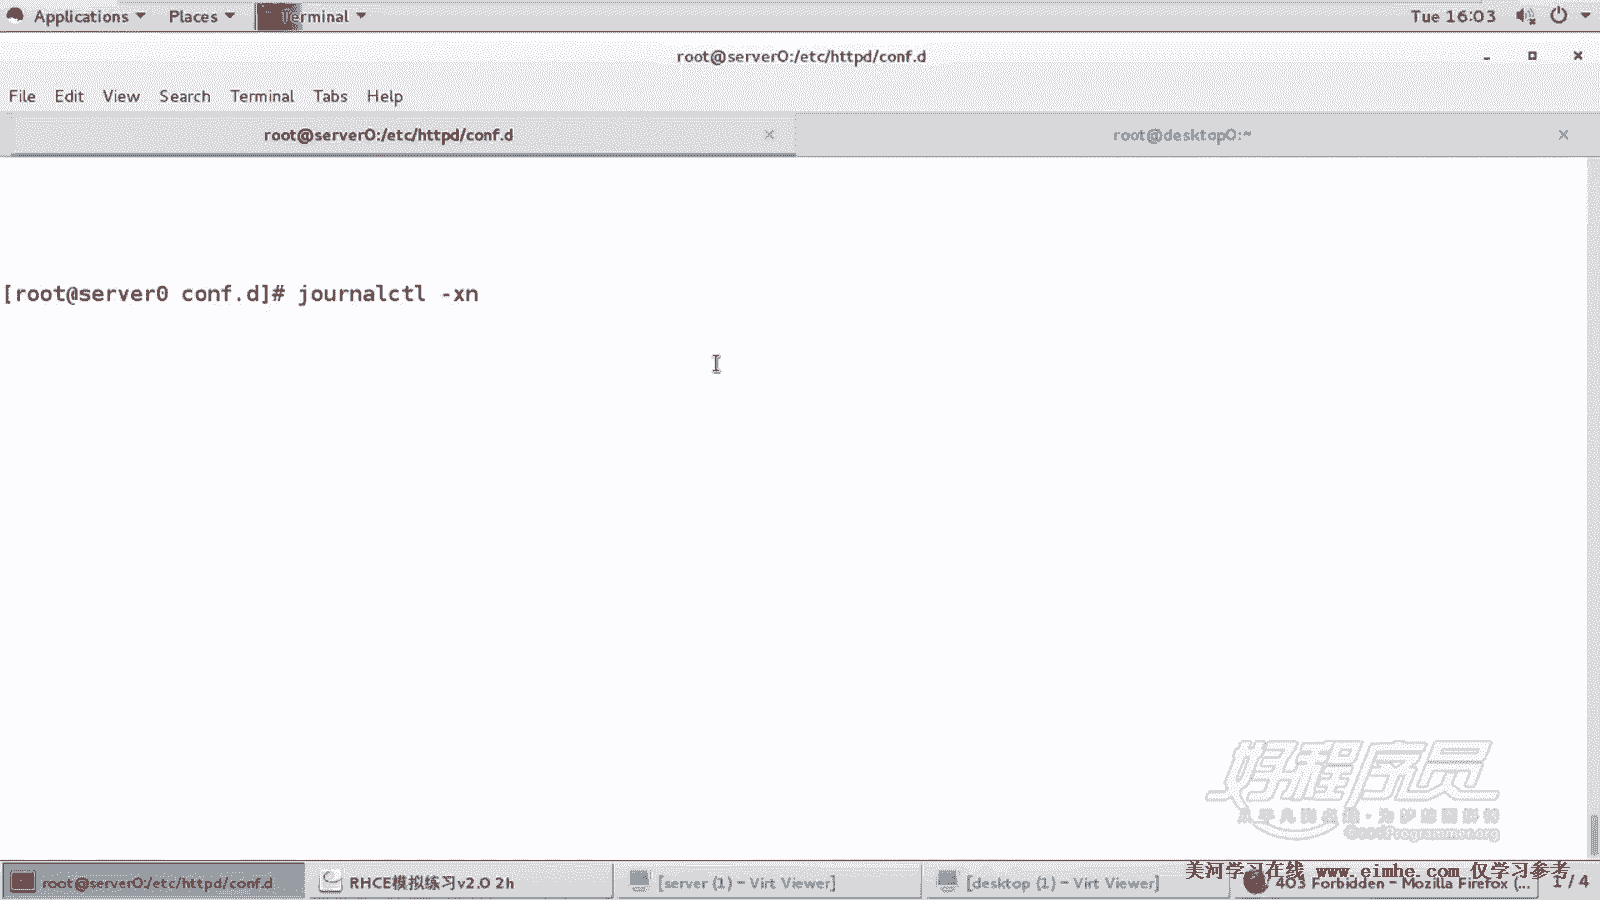 Applications Places Terminal Tue 16:03
root@server0:/etc/httpd/conf.d
File Edit View Search Terminal Tabs Help
root@server0:/etc/httpd/conf.d root@desktop0:~
[root@server0 conf.d]# journalctl -xn
好程序员
GoodProgrammer.org
美河学习在线 www.eimhe.com 仅学习参考
root@server0:/etc/httpd/conf.d RHCE模拟练习v2.0 2h [server (1) - Virt Viewer] [desktop (1) - Virt Viewer] 403 Forbidden - Mozilla Firefox (... 1 / 4